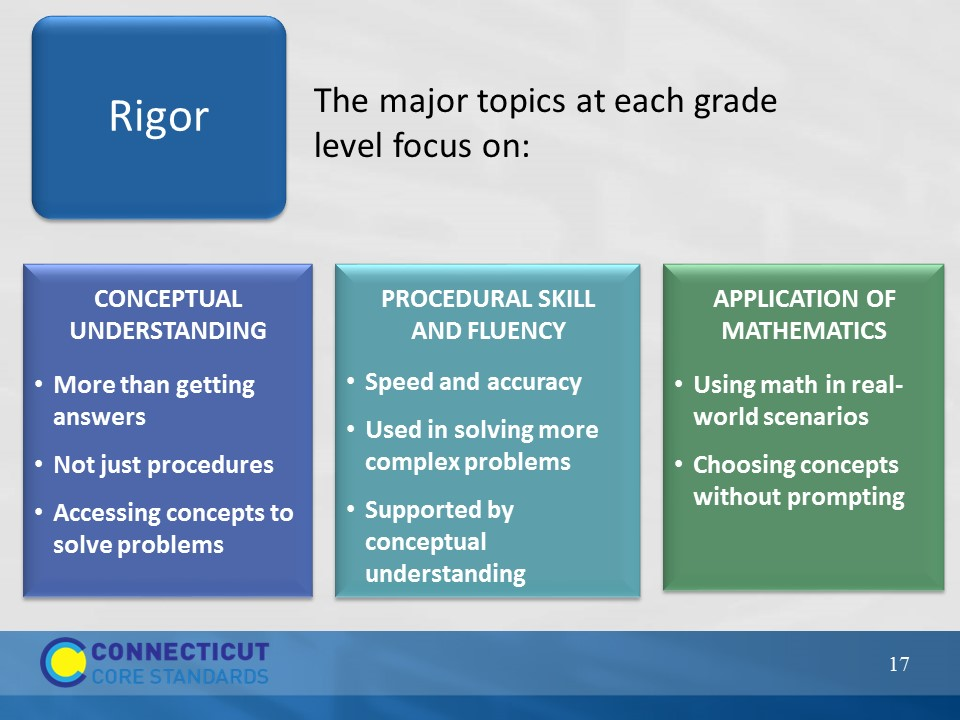 Rigor
The major topics at each grade
level focus on:
CONCEPTUAL
UNDERSTANDING
• More than getting
answers
• Not just procedures
• Accessing concepts to
solve problems
PROCEDURAL SKILL
AND FLUENCY
• Speed and accuracy
• Used in solving more
complex problems
• Supported by
conceptual
understanding
APPLICATION OF
MATHEMATICS
• Using math in real-
world scenarios
• Choosing concepts
without prompting
CONNECTICUT
CORE STANDARDS
17